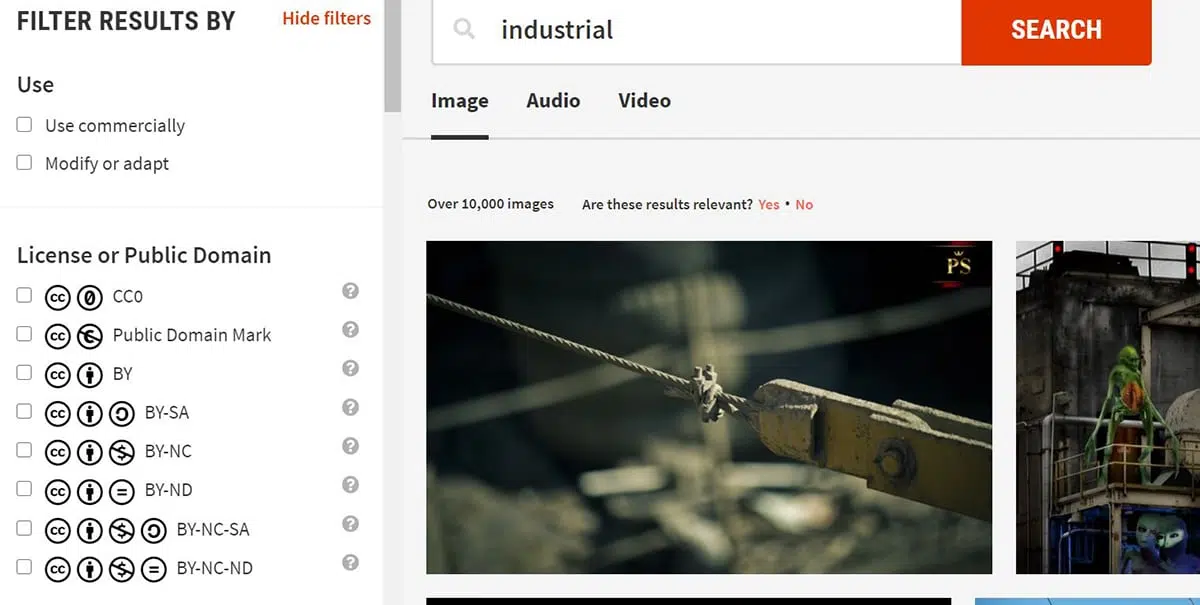 FILTER RESULTS BY
Hide filters
Use
Use commercially
Modify or adapt
License or Public Domain
CC0
Public Domain Mark
BY
BY-SA
BY-NC
BY-ND
BY-NC-SA
BY-NC-ND
industrial
SEARCH
Image Audio Video
Over 10,000 images Are these results relevant? Yes • No
PS